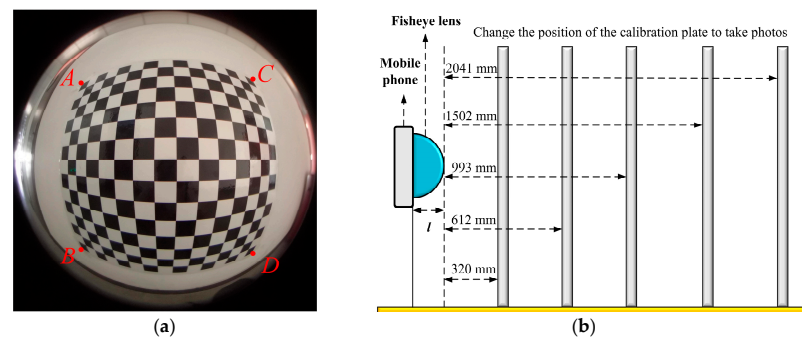 A
C
B
D
(a)
Fisheye lens
Change the position of the calibration plate to take photos
Mobile
phone
2041 mm
1502 mm
993 mm
612 mm
l
320 mm
(b)